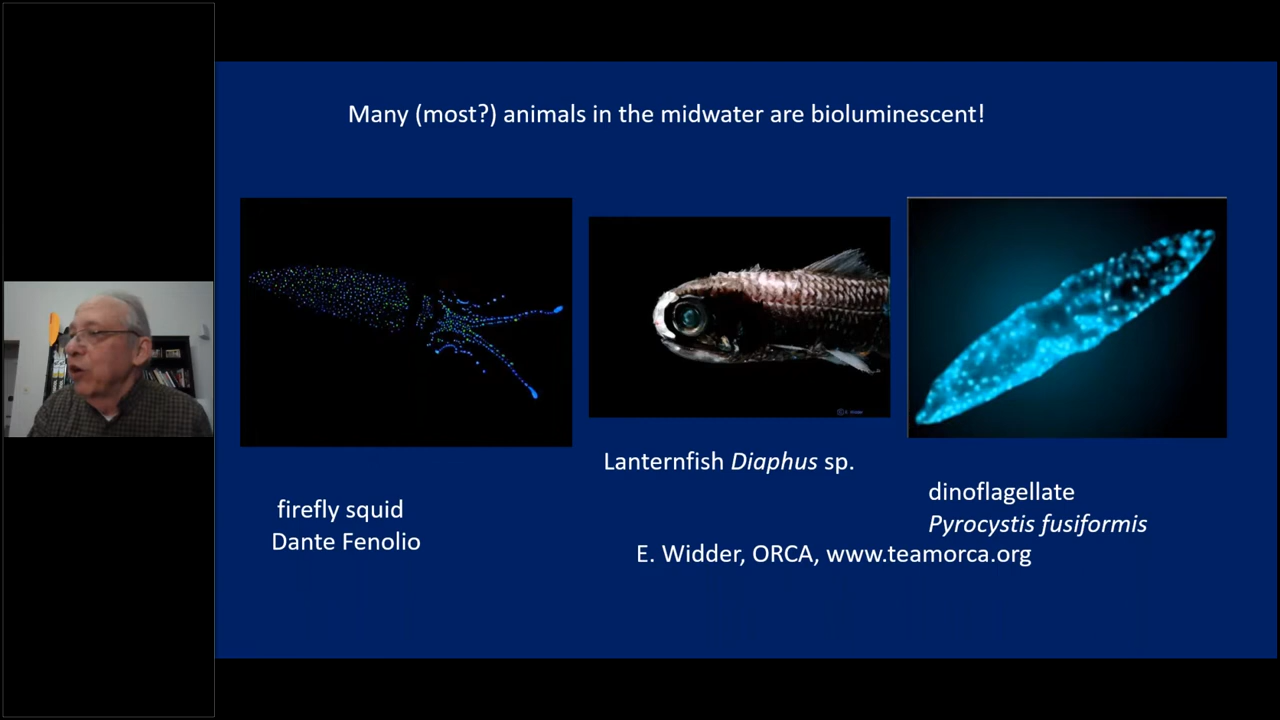 Many (most?) animals in the midwater are bioluminescent!
Lanternfish Diaphus sp.
firefly squid
Dante Fenolio
dinoflagellate
Pyrocystis fusiformis
E. Widder, ORCA, www.teamorca.org